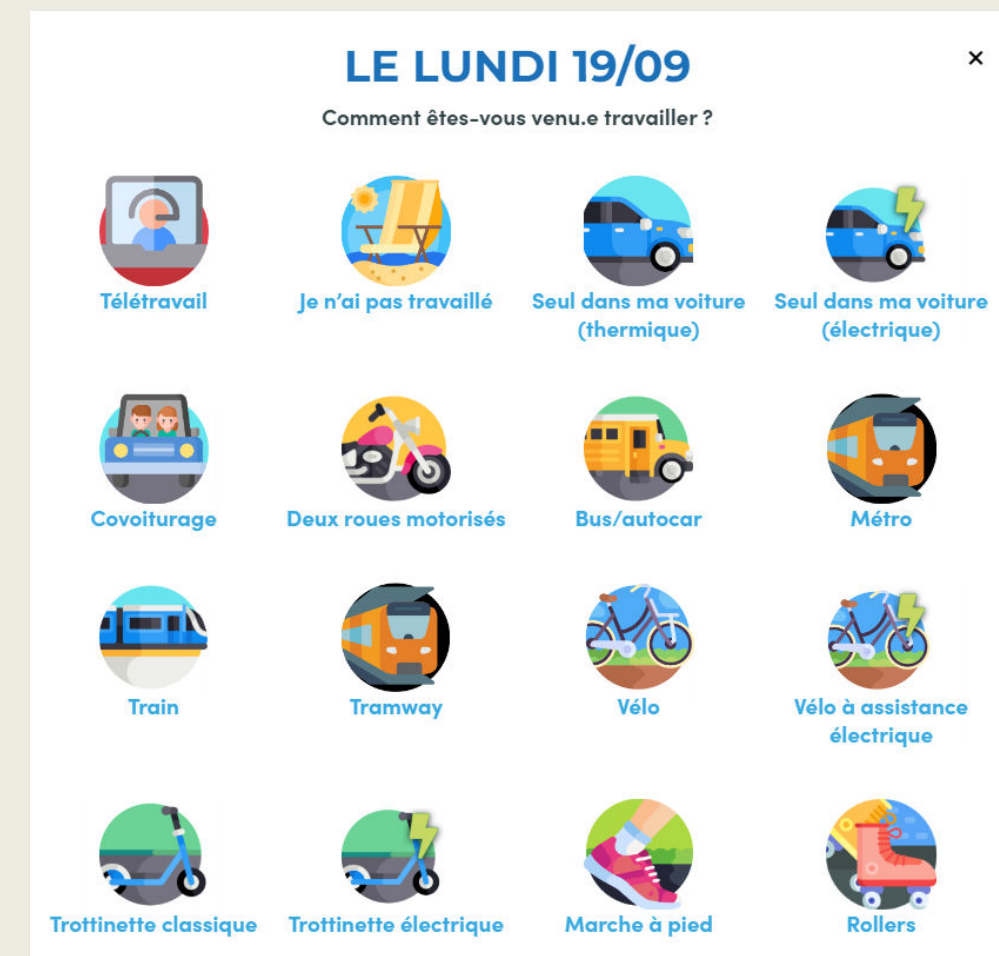 LE LUNDI 19/09
×
Comment êtes-vous venu.e travailler ?
Télétravail
Je n'ai pas travaillé
Seul dans ma voiture
(thermique)
Seul dans ma voiture
(électrique)
Covoiturage
Deux roues motorisés
Bus/autocar
Métro
Train
Tramway
Vélo
Vélo à assistance
électrique
Trottinette classique
Trottinette électrique
Marche à pied
Rollers